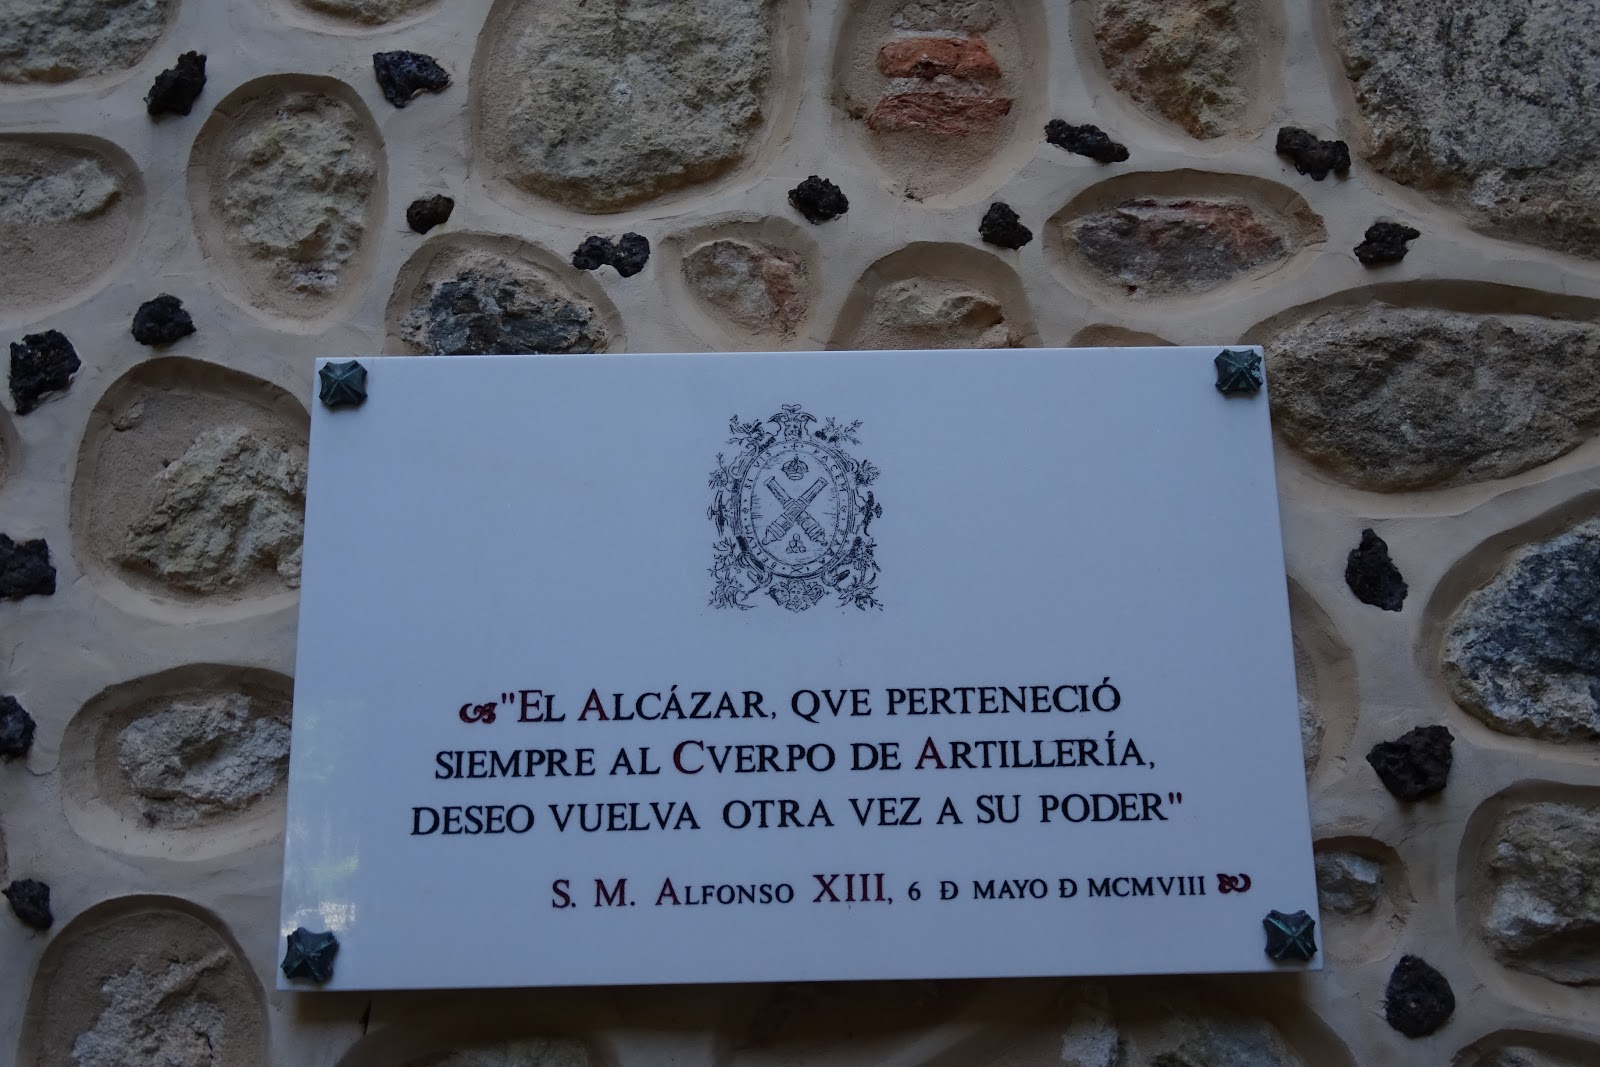 "EL ALCÁZAR, QVE PERTENECIÓ
SIEMPRE AL CVERPO DE ARTILLERÍA,
DESEO VUELVA OTRA VEZ A SU PODER"
S. M. ALFONSO XIII, 6 Đ MAYO Đ MCMVIII